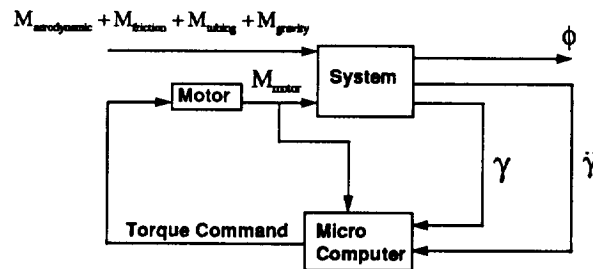 M_aerodynamic + M_friction + M_tubing + M_gravity
ϕ
System
M_motor
Motor
γ
γ̈
Torque Command
Micro
Computer